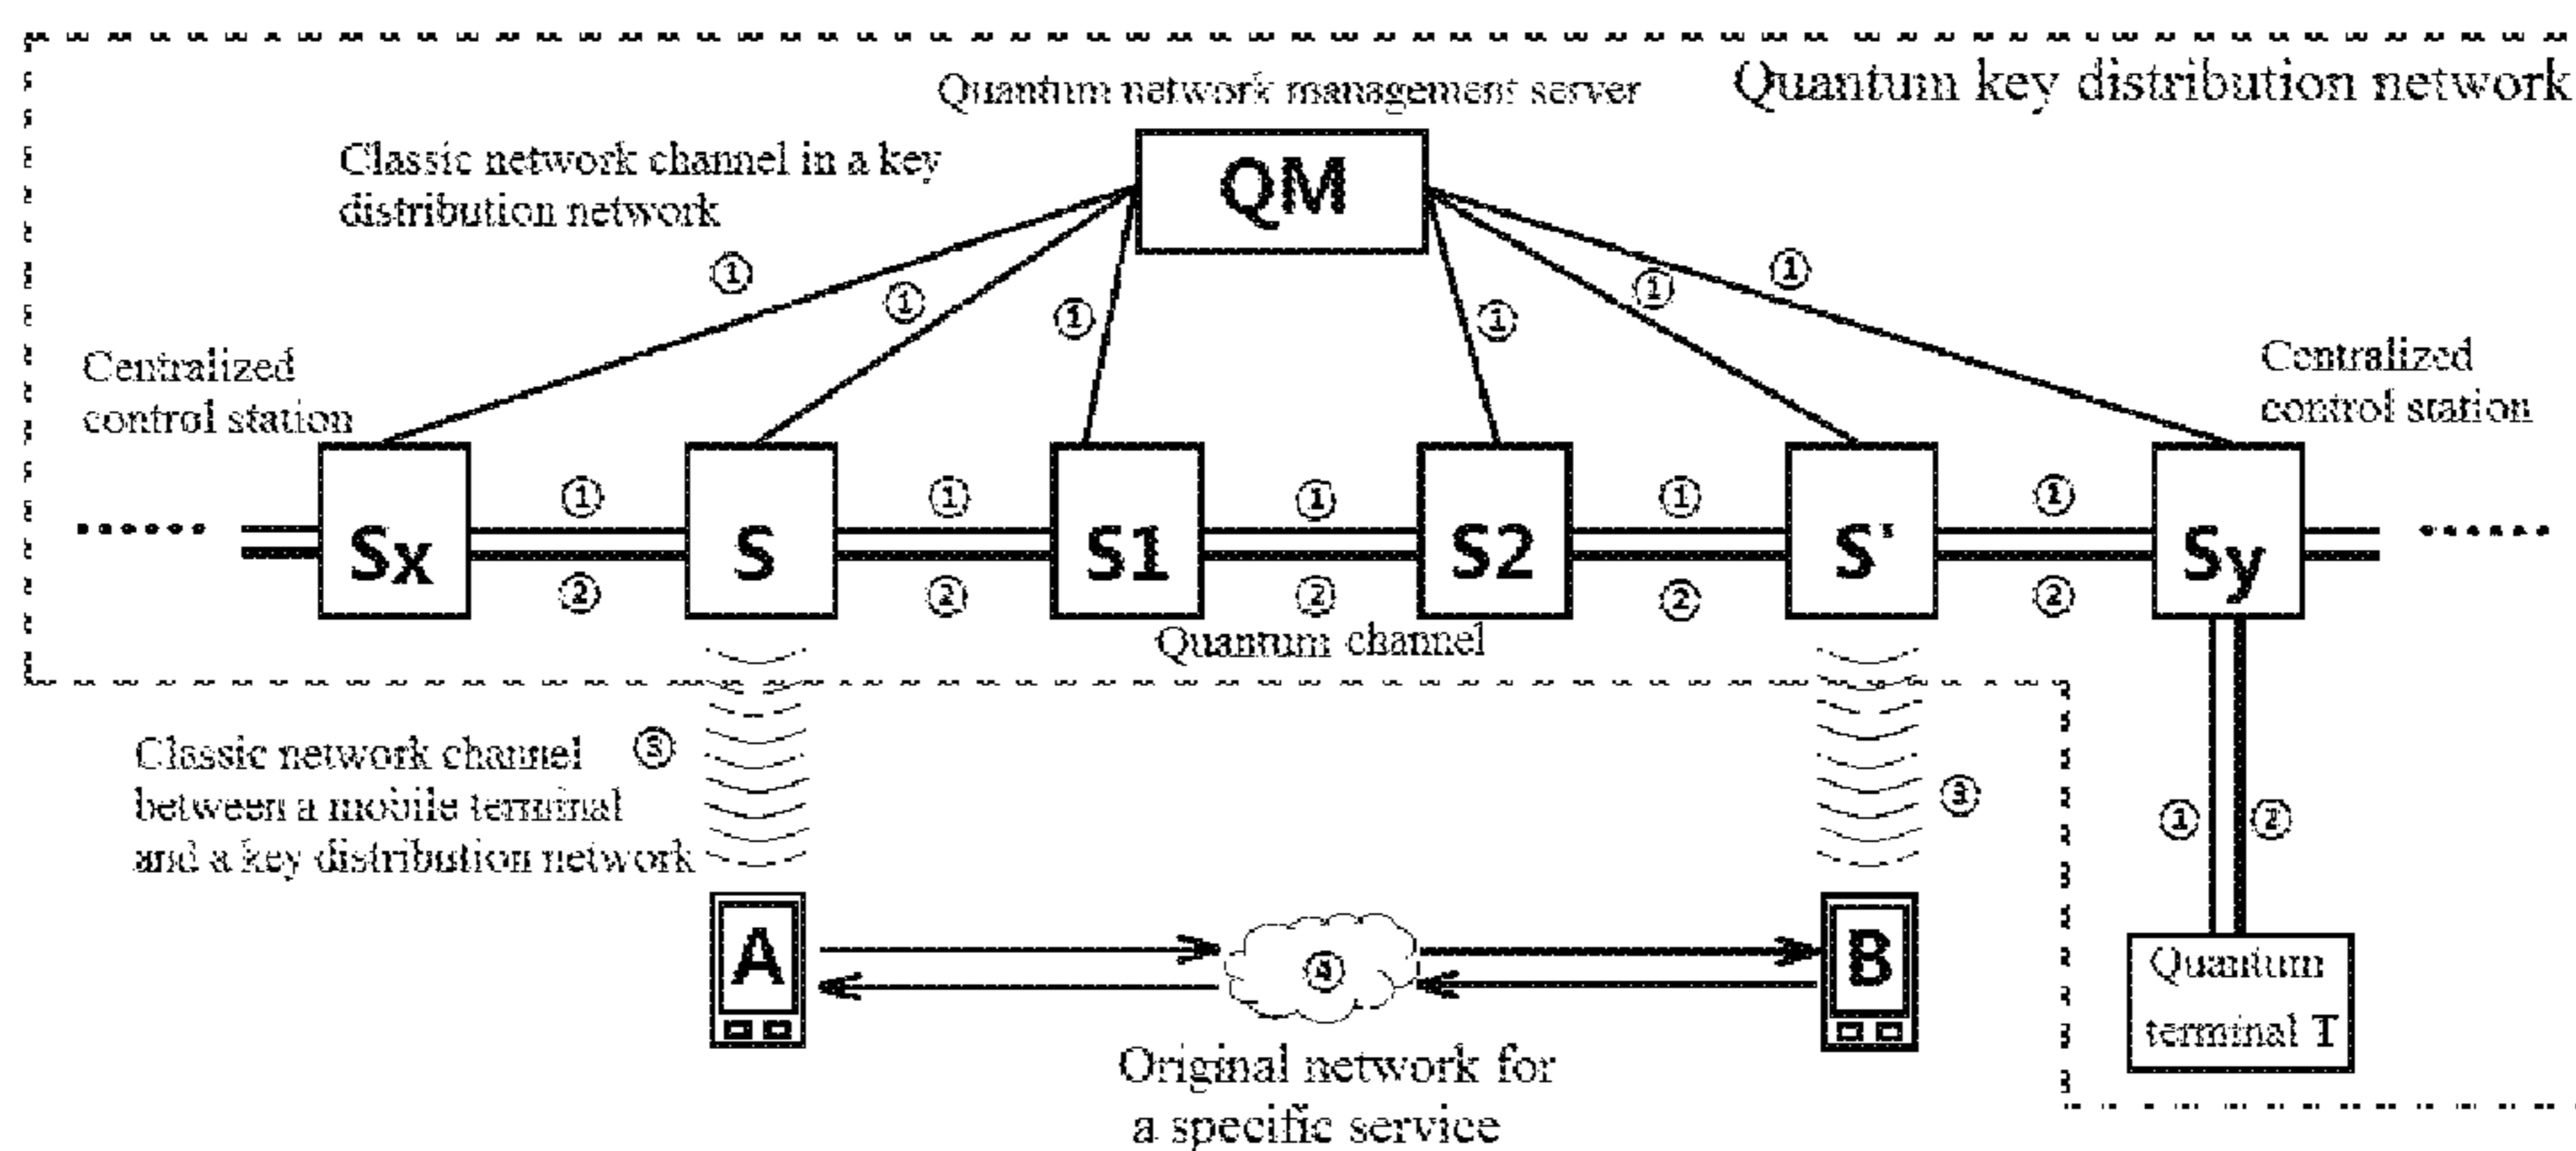 Quantum key distribution network
Quantum network management server
QM
Classic network channel in a key
distribution network
① ① ① ① ① ①
Centralized
control station
Centralized
control station
① ① ① ① ①
...... Sx S S1 S2 S' Sy ......
② ② ② ② ②
Quantum channel
Classic network channel ③
between a mobile terminal
and a key distribution network
③
① ②
A ④ B
Quantum
terminal T
Original network for
a specific service